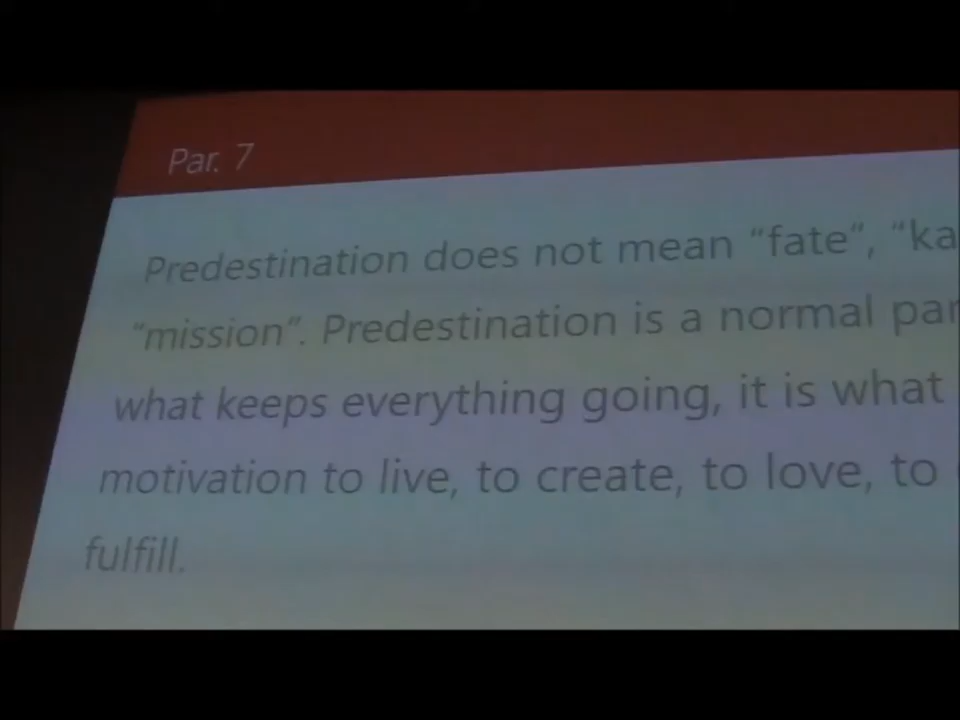 Par. 7
Predestination does not mean “fate”, “ka
“mission”. Predestination is a normal par
what keeps everything going, it is what
motivation to live, to create, to love, to
fulfill.